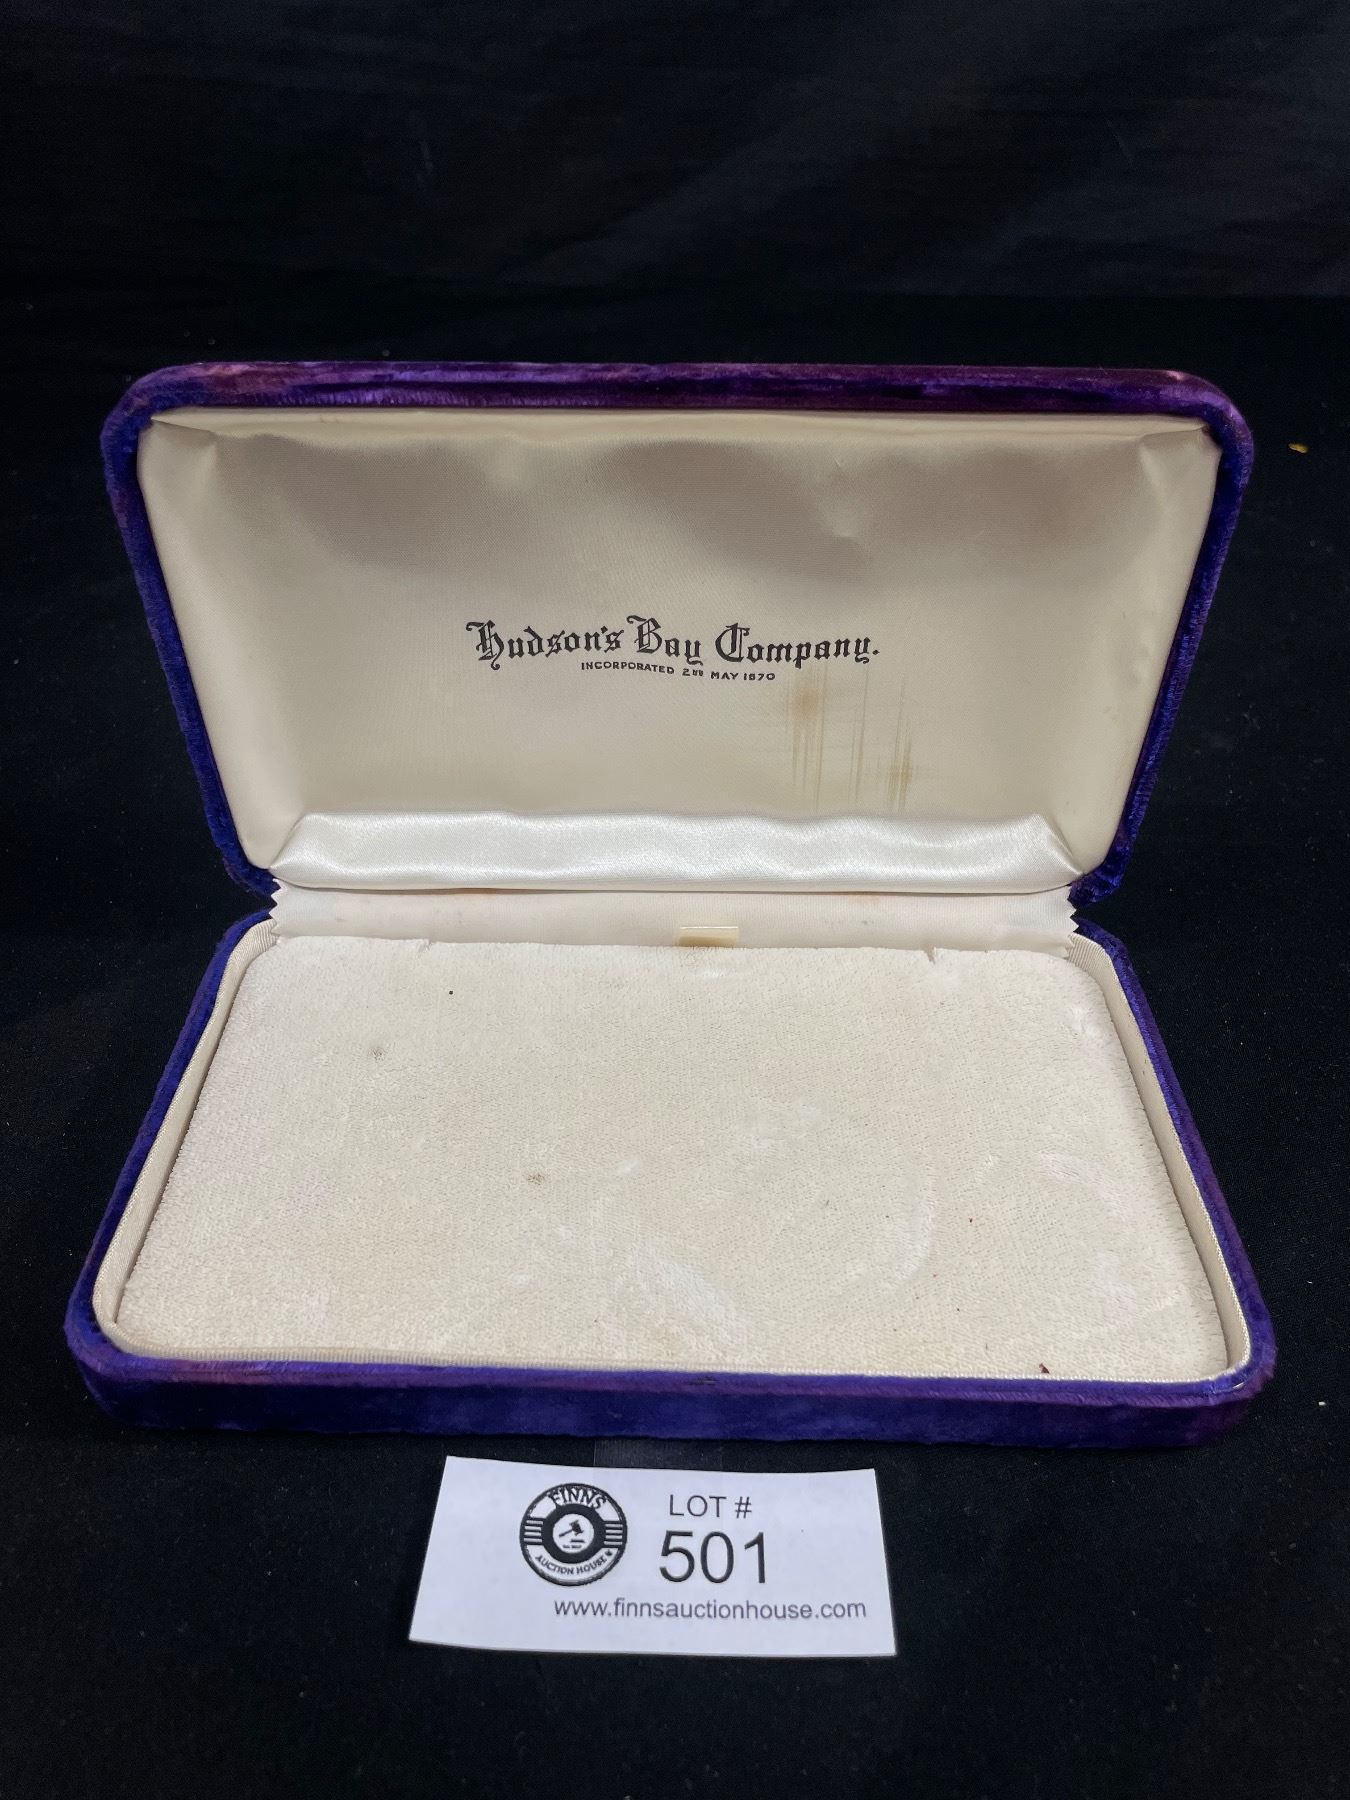 Hudson's Bay Company.
INCORPORATED 2ND MAY 1670
FINNS
AUCTION HOUSE
LOT #
501
www.finnsauctionhouse.com